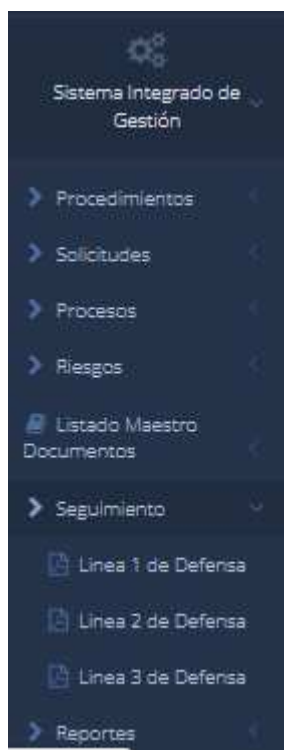 Sistema Integrado de
Gestión
Procedimientos
Solicitudes
Procesos
Riesgos
Listado Maestro
Documentos
Seguimiento
Linea 1 de Defensa
Linea 2 de Defensa
Linea 3 de Defensa
Reportes